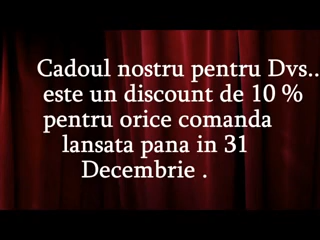 Cadoul nostru pentru Dvs..
este un discount de 10 %
pentru orice comanda
lansata pana in 31
Decembrie .